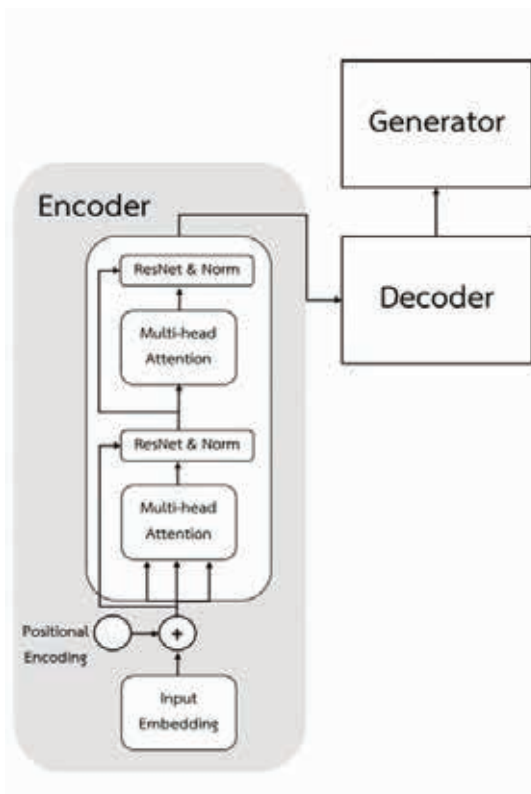 Generator
Encoder
ResNet & Norm
Decoder
Multi-head
Attention
ResNet & Norm
Multi-head
Attention
Positional
Encoding
+
Input
Embedding